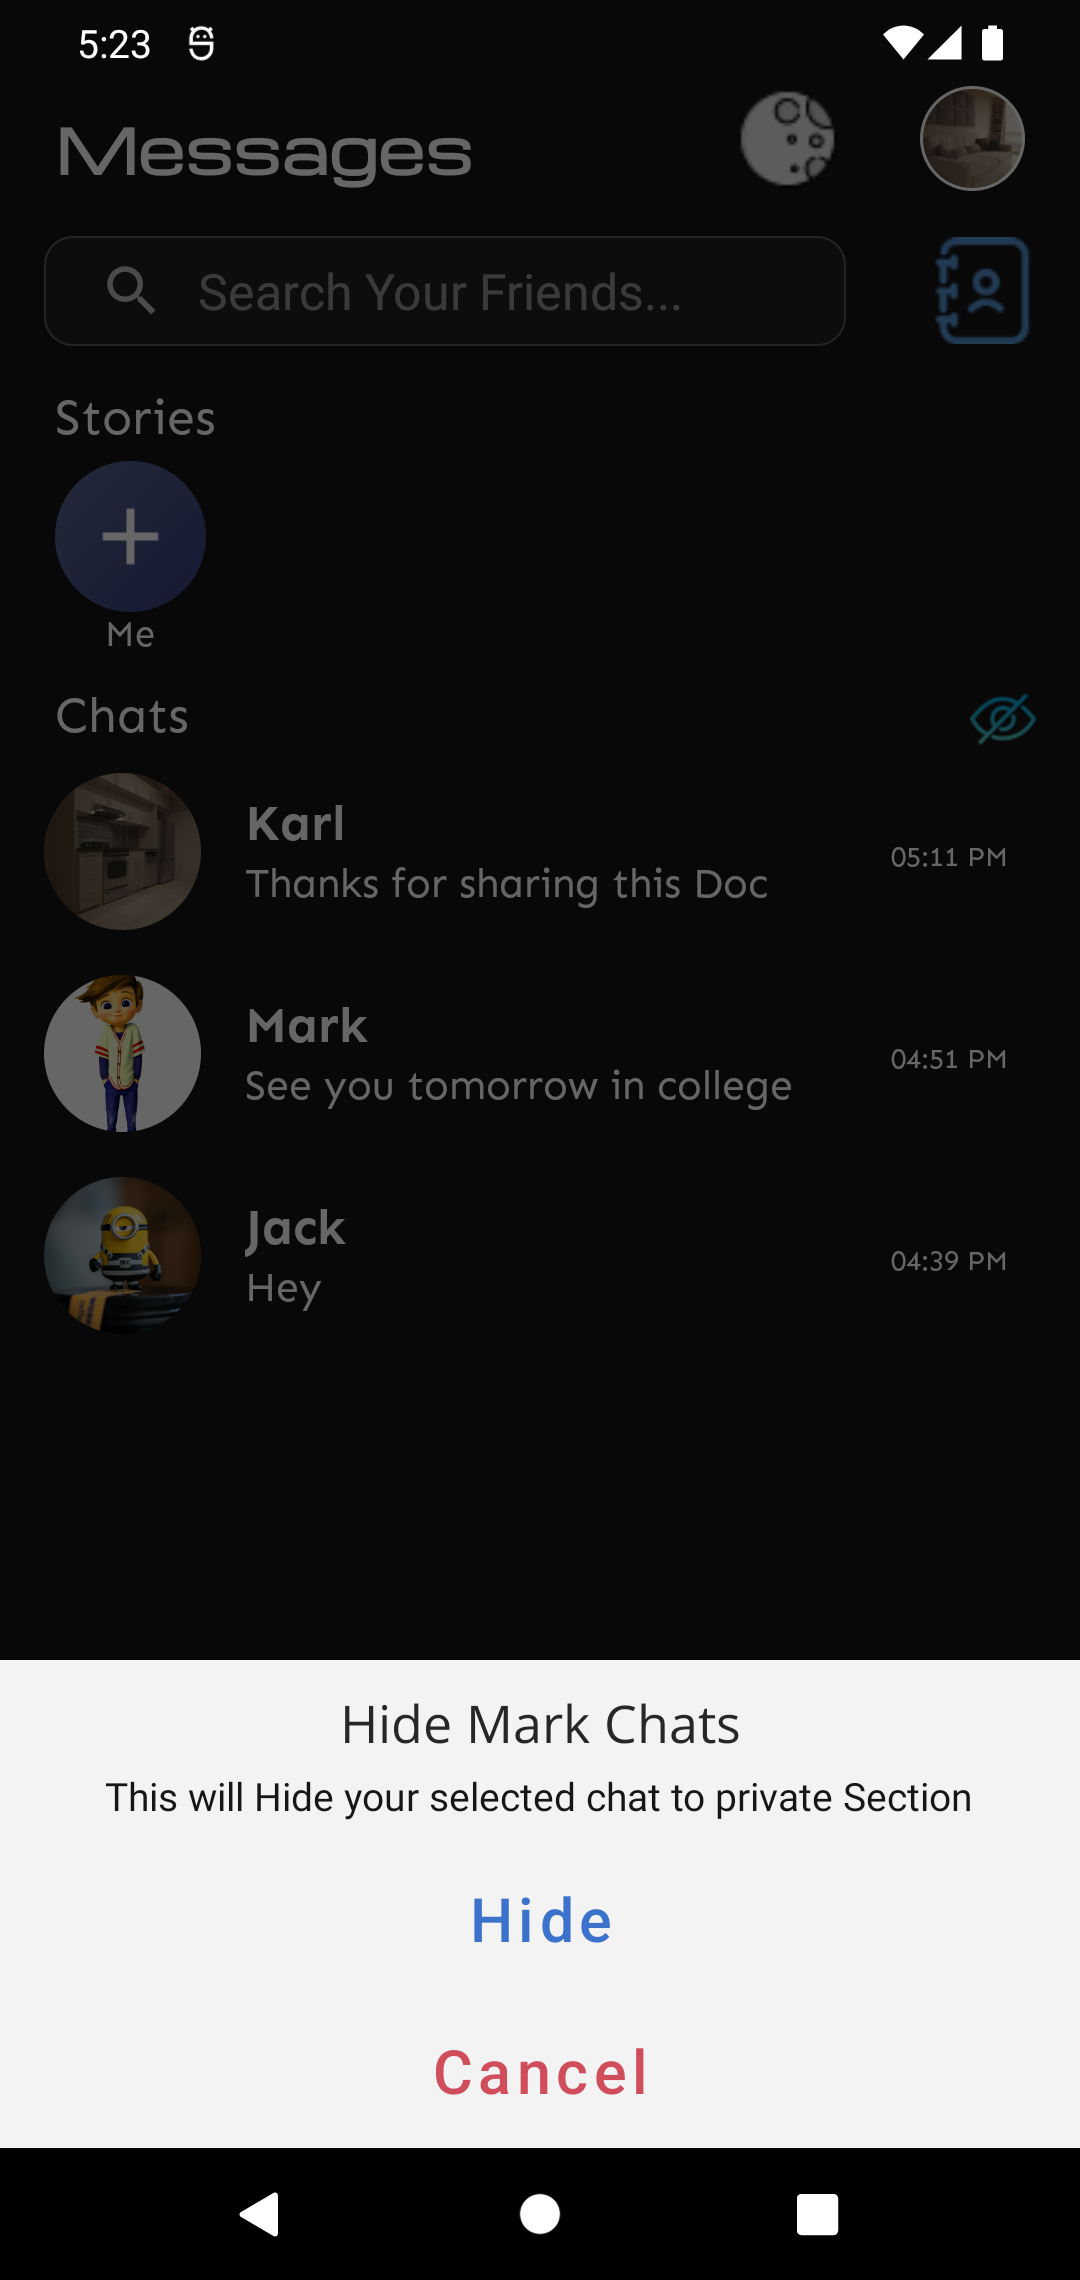 5:23
Messages
Search Your Friends...
Stories
Me
Chats
Karl
Thanks for sharing this Doc
05:11 PM
Mark
See you tomorrow in college
04:51 PM
Jack
Hey
04:39 PM
Hide Mark Chats
This will Hide your selected chat to private Section
Hide
Cancel